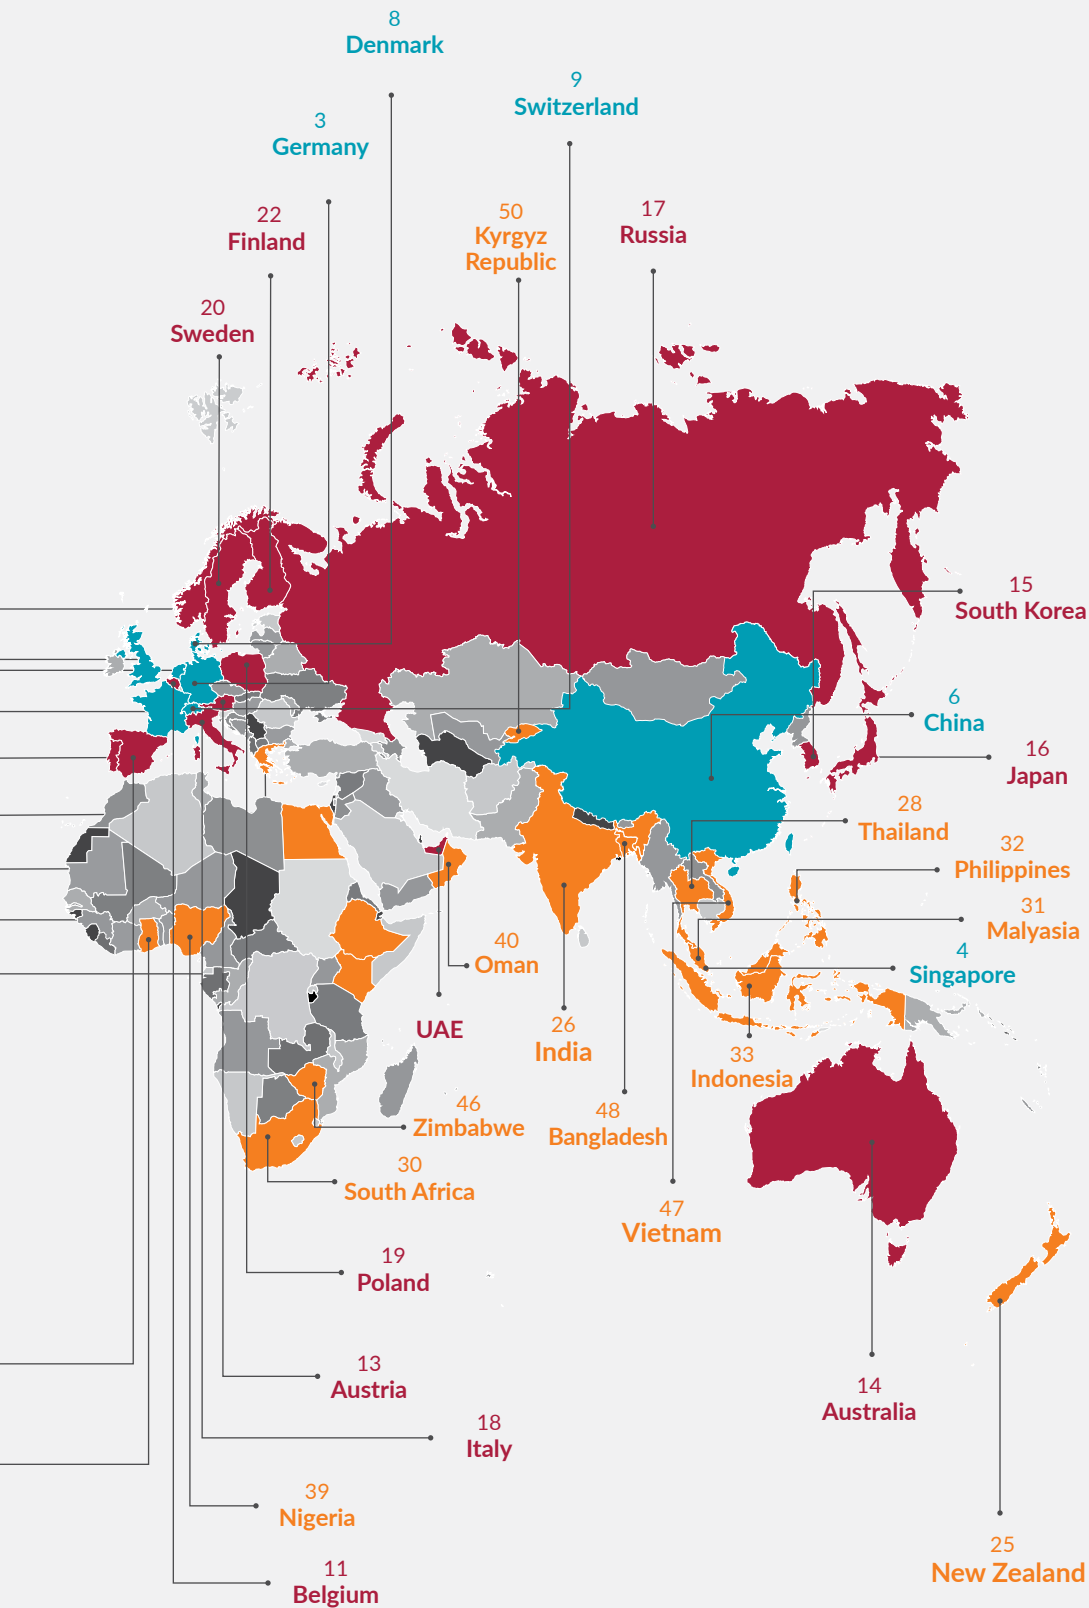 8
Denmark
9
Switzerland
3
Germany
22
Finland
50
Kyrgyz
Republic
17
Russia
20
Sweden
15
South Korea
6
China
16
Japan
28
Thailand
32
Philippines
31
Malyasia
4
Singapore
40
Oman
UAE
26
India
33
Indonesia
46
Zimbabwe
48
Bangladesh
30
South Africa
47
Vietnam
19
Poland
13
Austria
14
Australia
18
Italy
39
Nigeria
25
New Zealand
11
Belgium